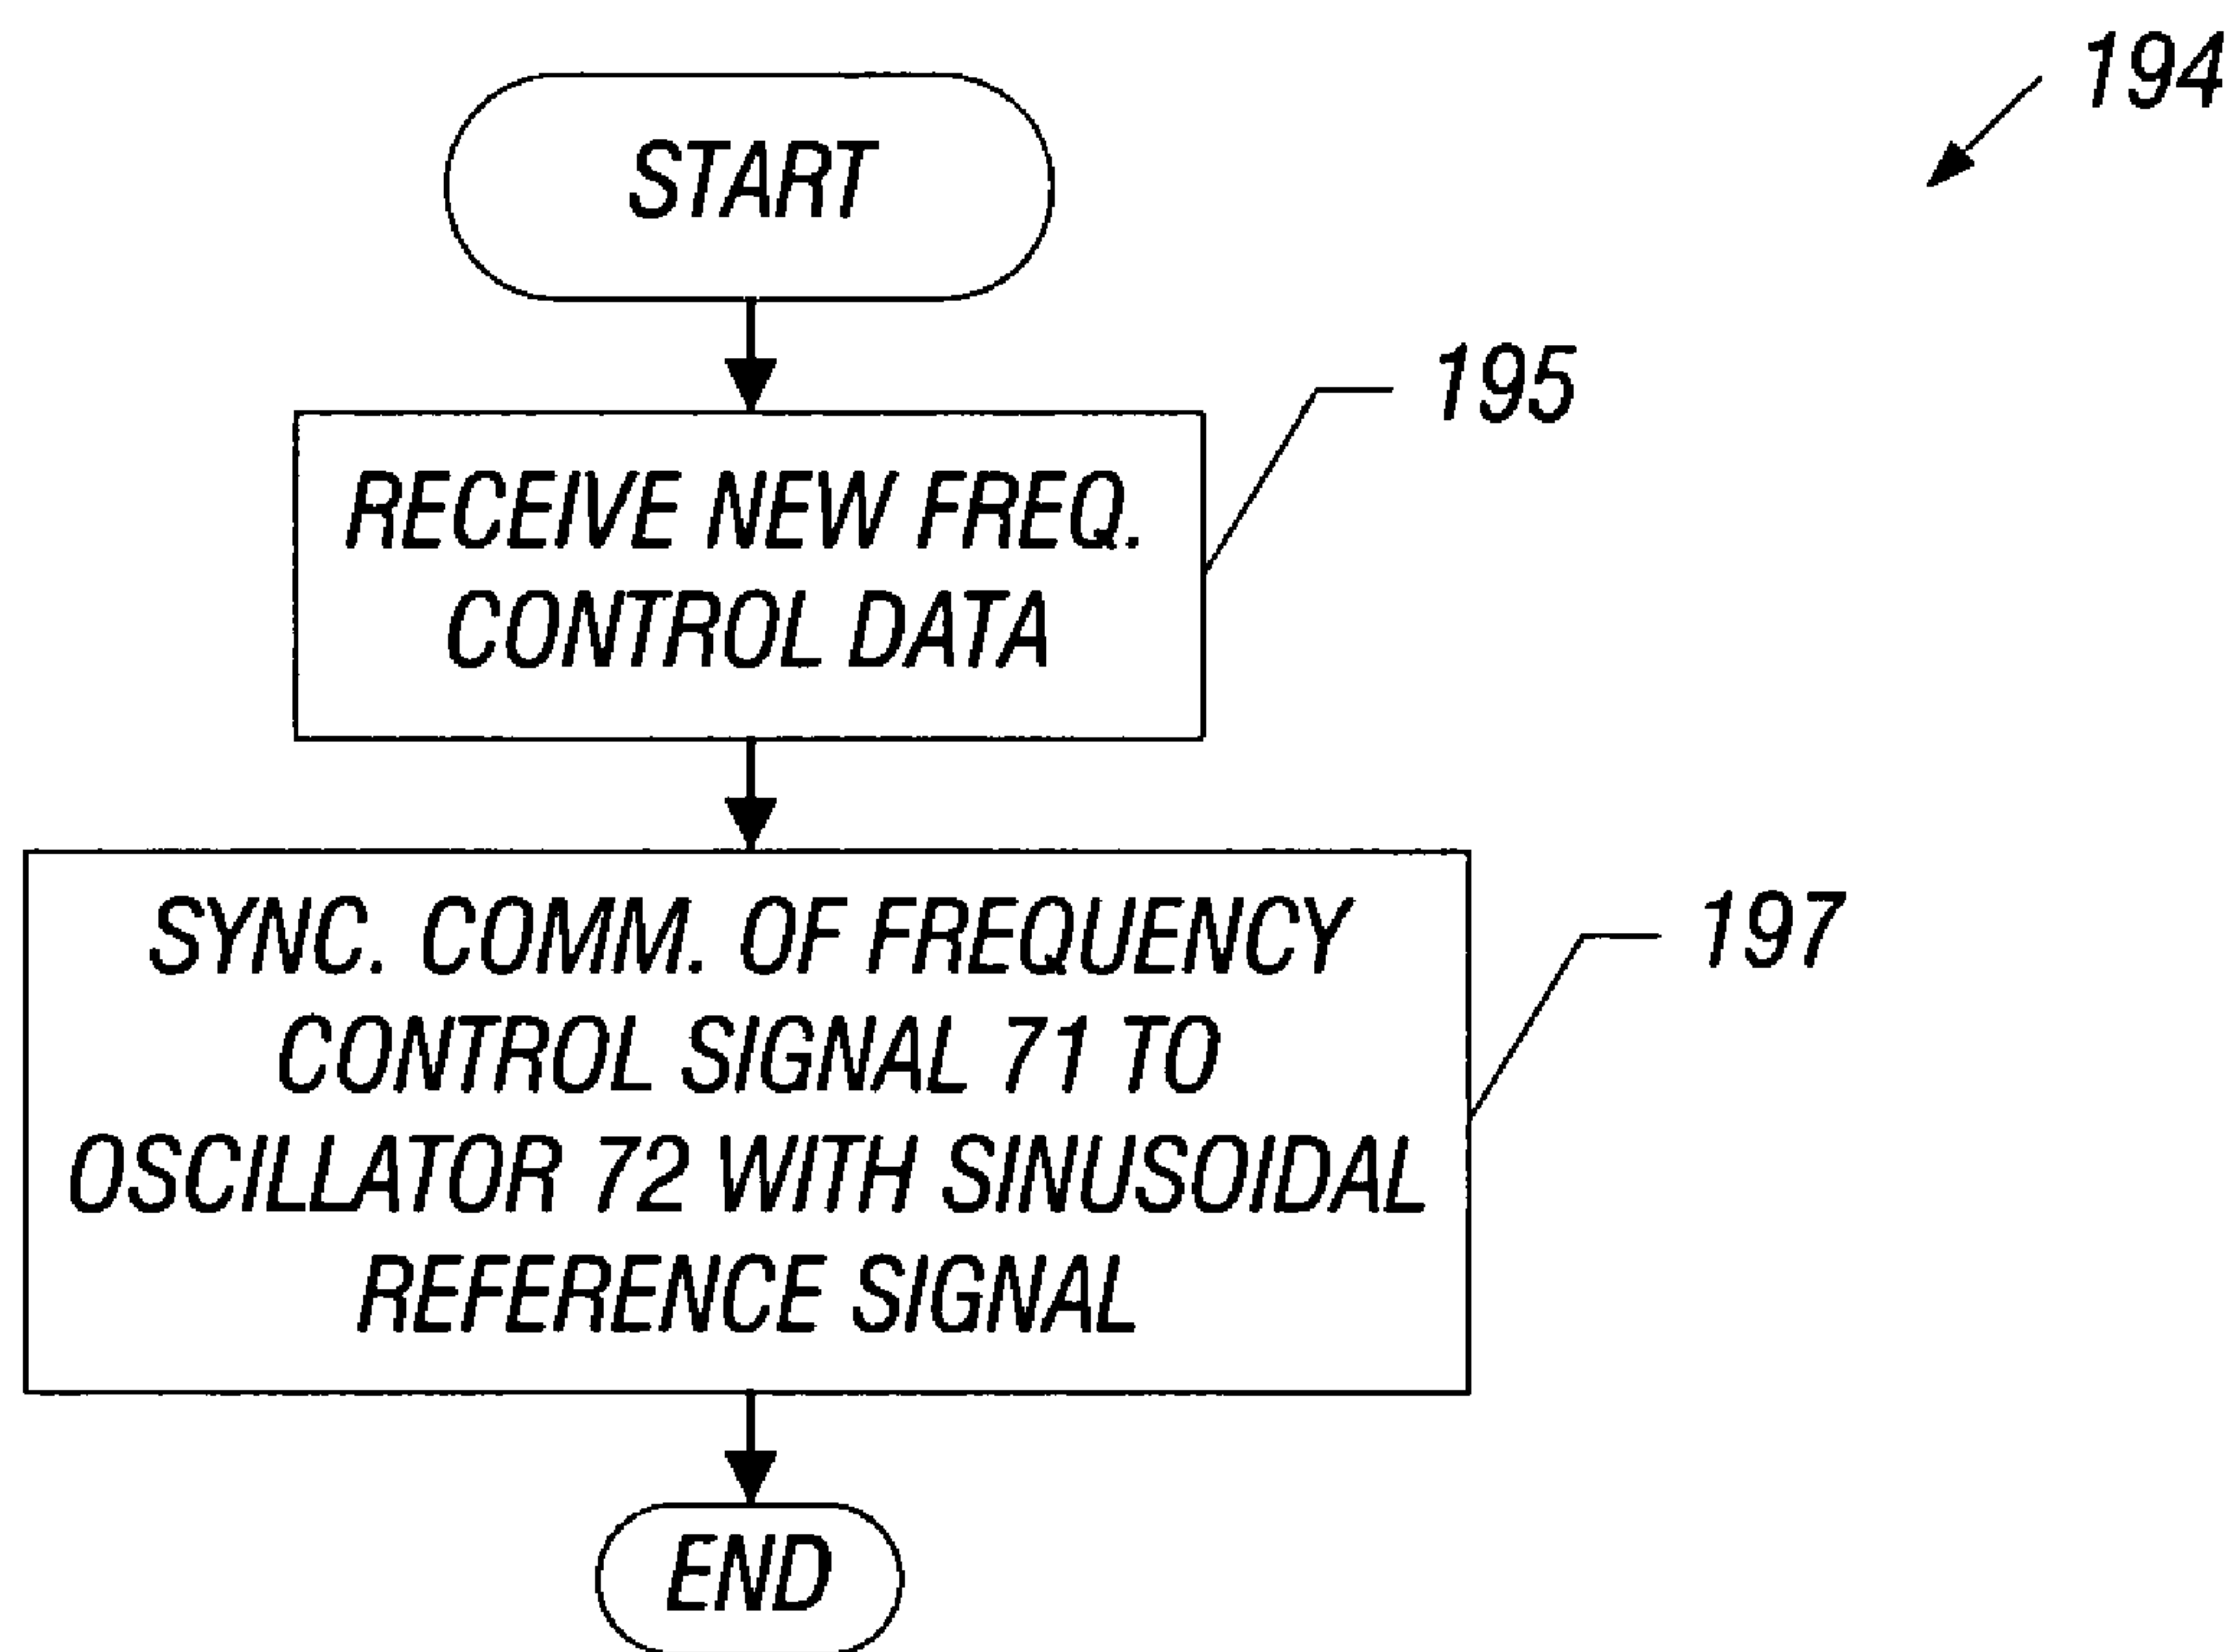 194
START
195
RECEIVE NEW FREQ.
CONTROL DATA
197
SYNC. COMM. OF FREQUENCY
CONTROL SIGNAL 71 TO
OSCILLATOR 72 WITH SINUSOIDAL
REFERENCE SIGNAL
END